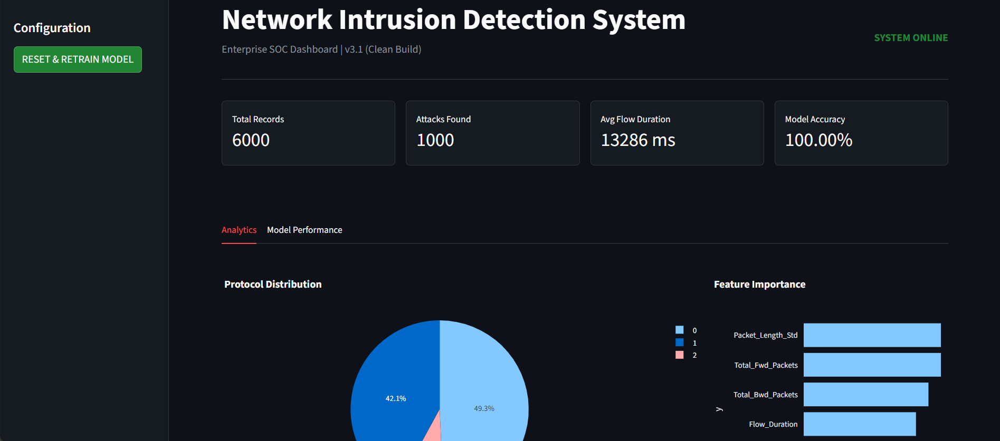 Configuration
RESET & RETRAIN MODEL
Network Intrusion Detection System
Enterprise SOC Dashboard | v3.1 (Clean Build)
SYSTEM ONLINE
Total Records
6000
Attacks Found
1000
Avg Flow Duration
13286 ms
Model Accuracy
100.00%
Analytics
Model Performance
Protocol Distribution
42.1%
49.3%
0
1
2
Feature Importance
Packet_Length_Std
Total_Fwd_Packets
Total_Bwd_Packets
Flow_Duration
y